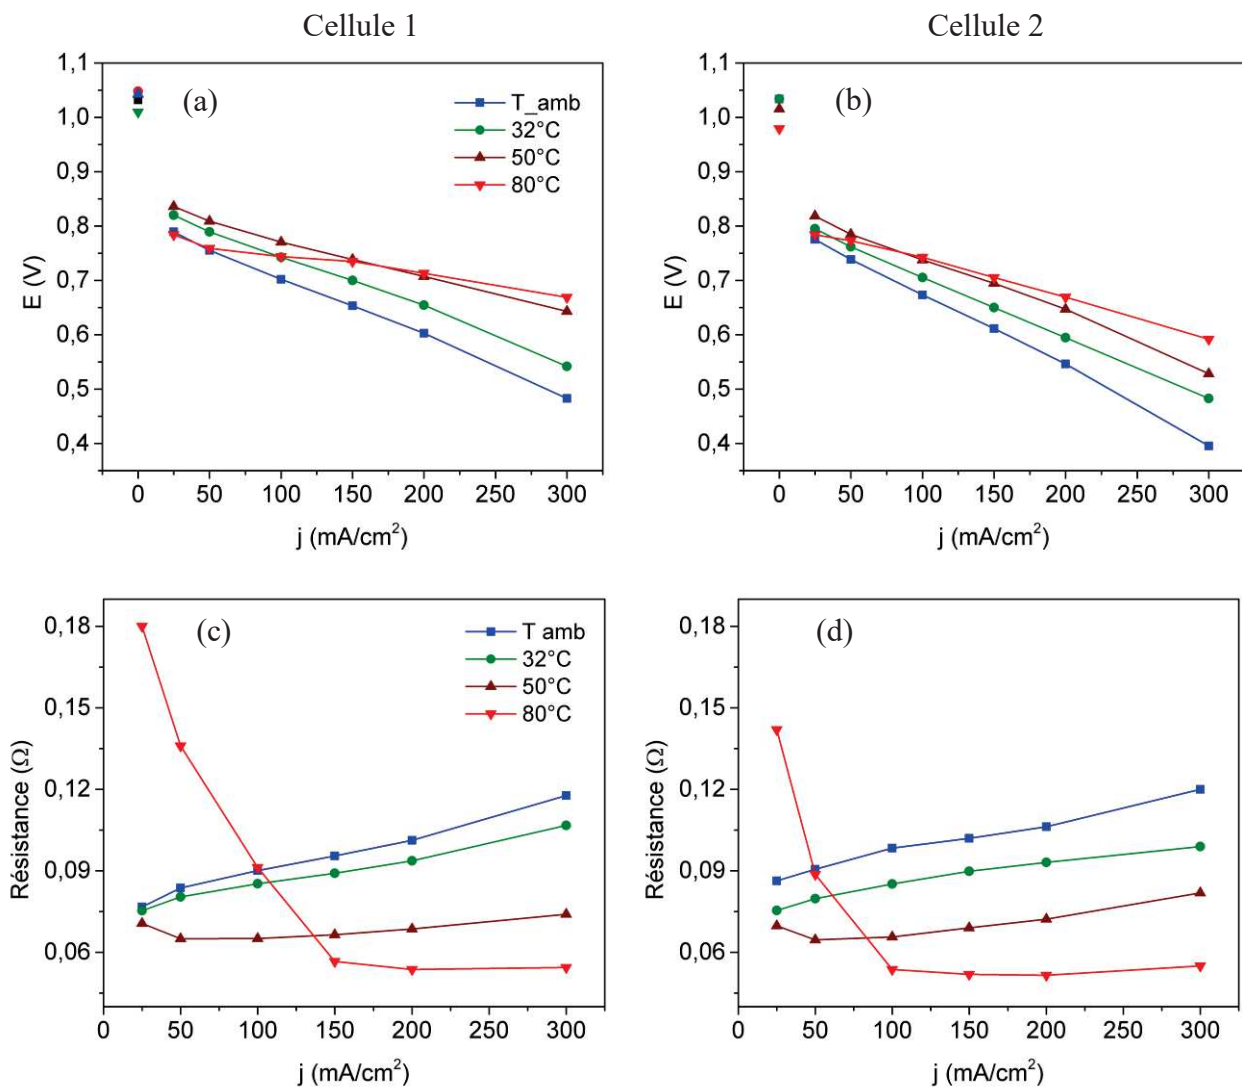 Cellule 1
Cellule 2
1,1
1,0
0,9
0,8
0,7
0,6
0,5
0,4
E (V)
(a)
T_amb
32°C
50°C
80°C
0 50 100 150 200 250 300
j (mA/cm²)
1,1
1,0
0,9
0,8
0,7
0,6
0,5
0,4
E (V)
(b)
0 50 100 150 200 250 300
j (mA/cm²)
0,18
0,15
0,12
0,09
0,06
Résistance (Ω)
(c)
T amb
32°C
50°C
80°C
0 50 100 150 200 250 300
j (mA/cm²)
0,18
0,15
0,12
0,09
0,06
Résistance (Ω)
(d)
0 50 100 150 200 250 300
j (mA/cm²)